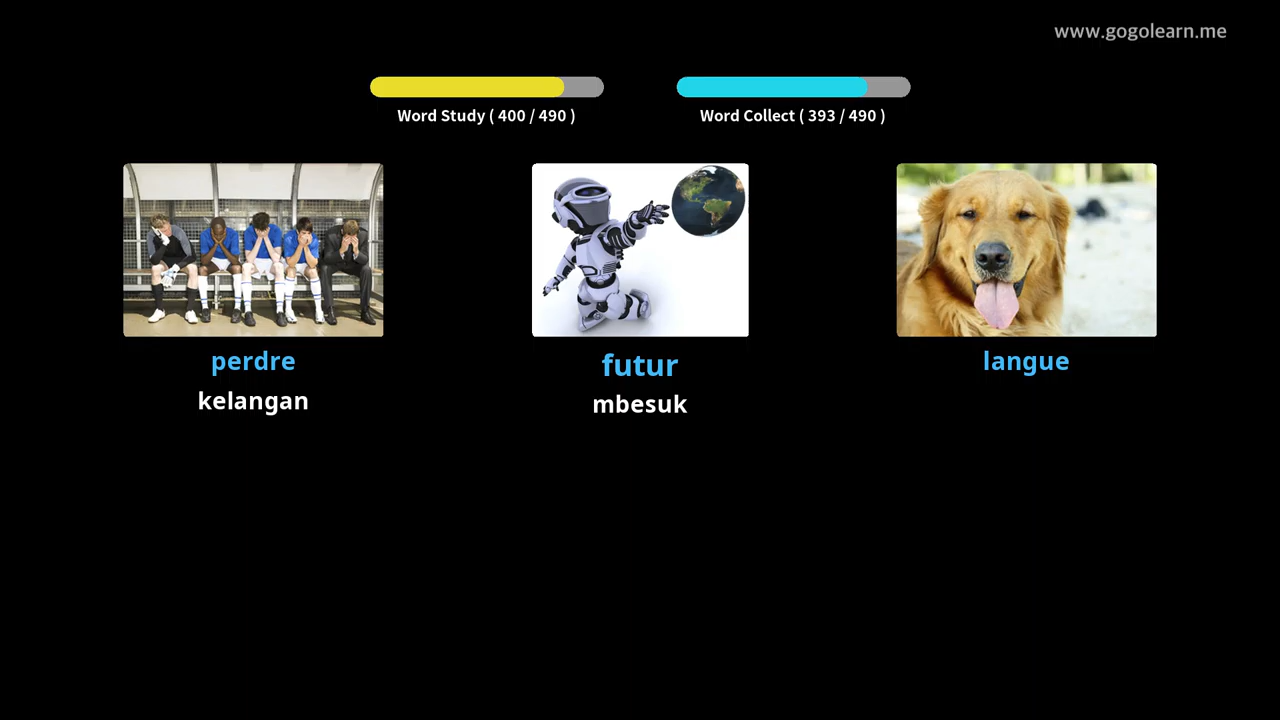 www.gogolearn.me
Word Study ( 400 / 490 )
Word Collect ( 393 / 490 )
perdre
futur
langue
kelangan
mbesuk